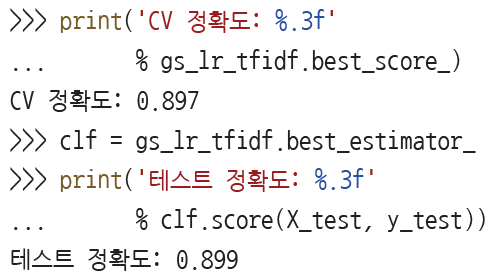 >>> print('CV 정확도: %.3f'
...       % gs_lr_tfidf.best_score_)
CV 정확도: 0.897
>>> clf = gs_lr_tfidf.best_estimator_
>>> print('테스트 정확도: %.3f'
...       % clf.score(X_test, y_test))
테스트 정확도: 0.899